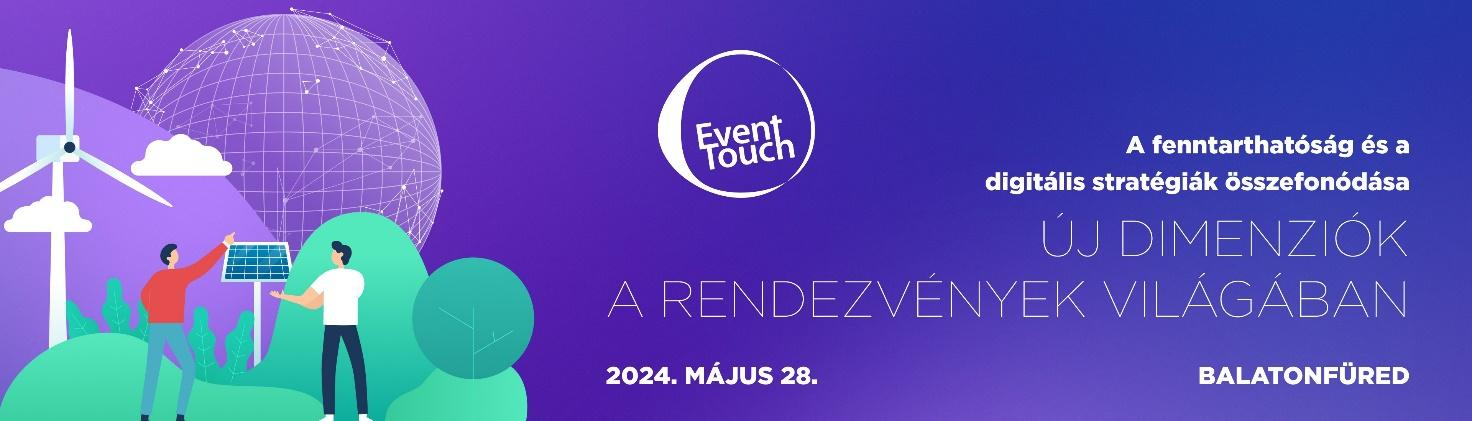 Event
Touch
A fenntarthatóság és a
digitális stratégiák összefonódása
ÚJ DIMENZIÓK
A RENDEZVÉNYEK VILÁGÁBAN
2024. MÁJUS 28.
BALATONFÜRED